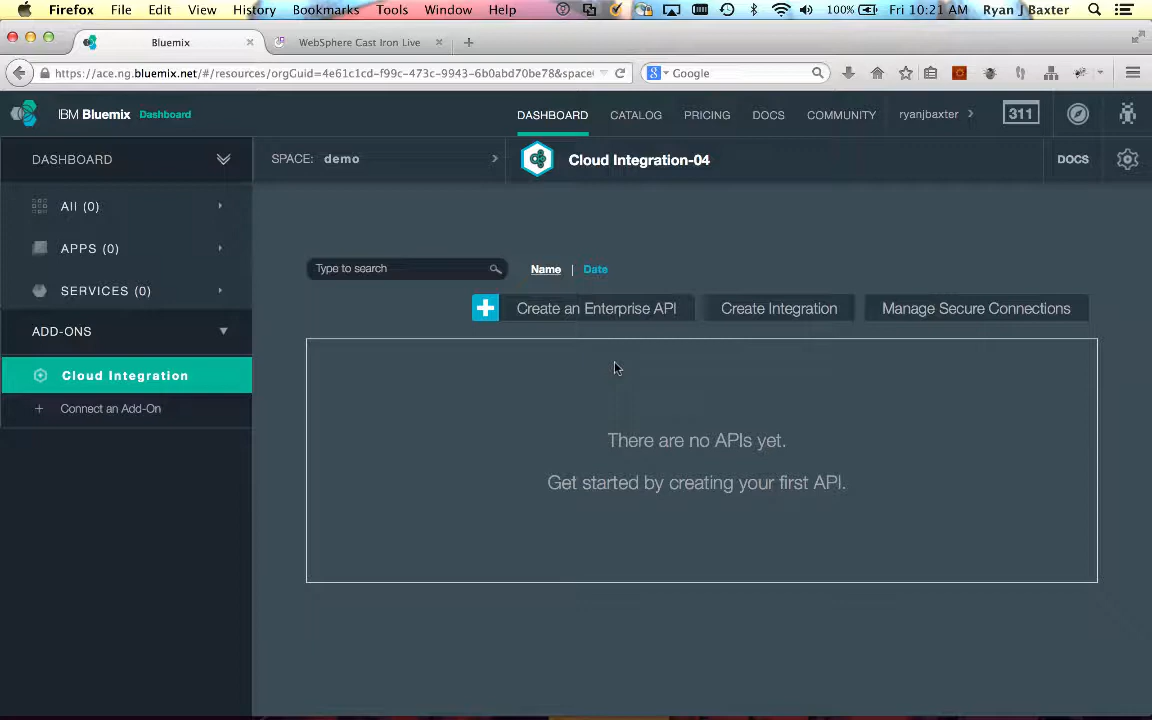 Firefox File Edit View History Bookmarks Tools Window Help 100% Fri 10:21 AM Ryan J Baxter
Bluemix WebSphere Cast Iron Live
https://ace.ng.bluemix.net/#/resources/orgGuid=4e61c1cd-f99c-473c-9943-6b0abd70be78&space Google
IBM Bluemix Dashboard DASHBOARD CATALOG PRICING DOCS COMMUNITY ryanjbaxter 311
DASHBOARD SPACE: demo Cloud Integration-04 DOCS
All (0)
APPS (0)
SERVICES (0)
ADD-ONS
Cloud Integration
Connect an Add-On
Type to search Name | Date
Create an Enterprise API Create Integration Manage Secure Connections
There are no APIs yet.
Get started by creating your first API.